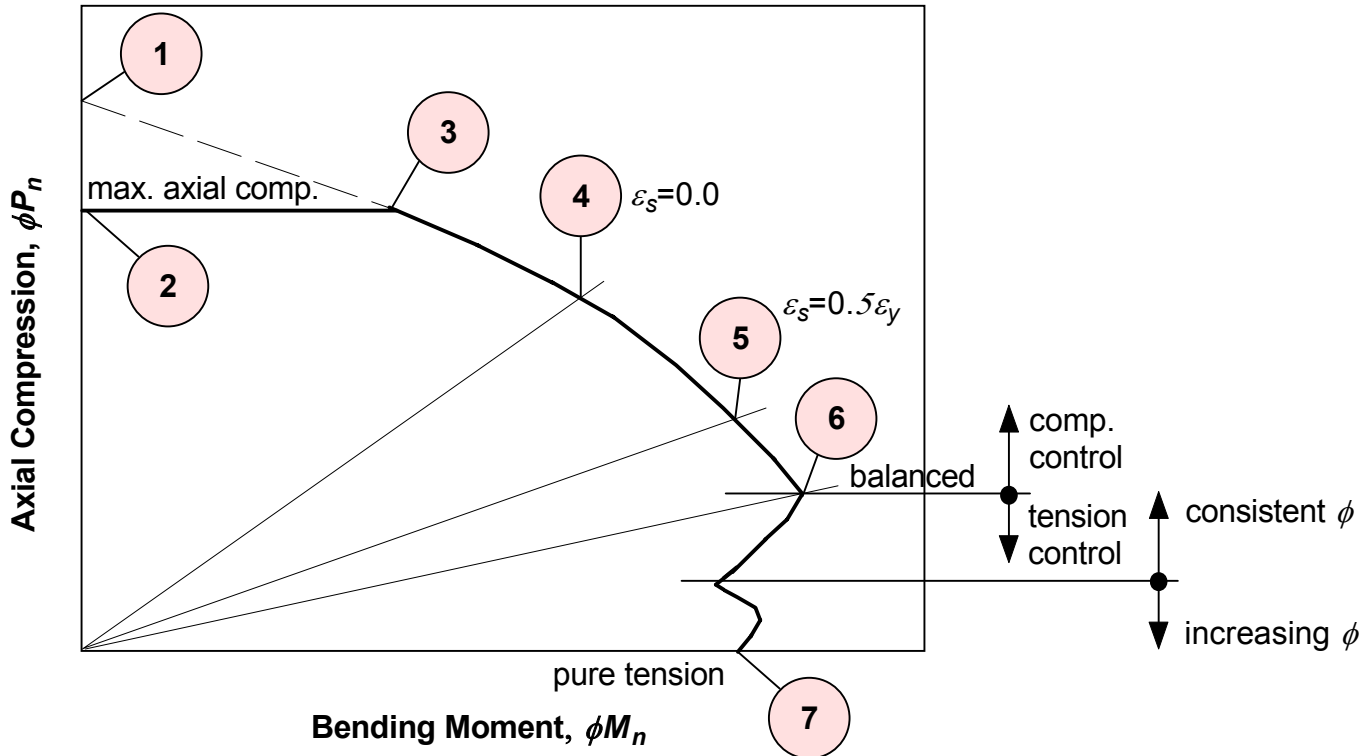 1
3
4
εs=0.0
max. axial comp.
2
εs=0.5εy
5
6
comp.
control
balanced
tension
control
consistent ϕ
increasing ϕ
pure tension
7
Axial Compression, ϕPn
Bending Moment, ϕMn